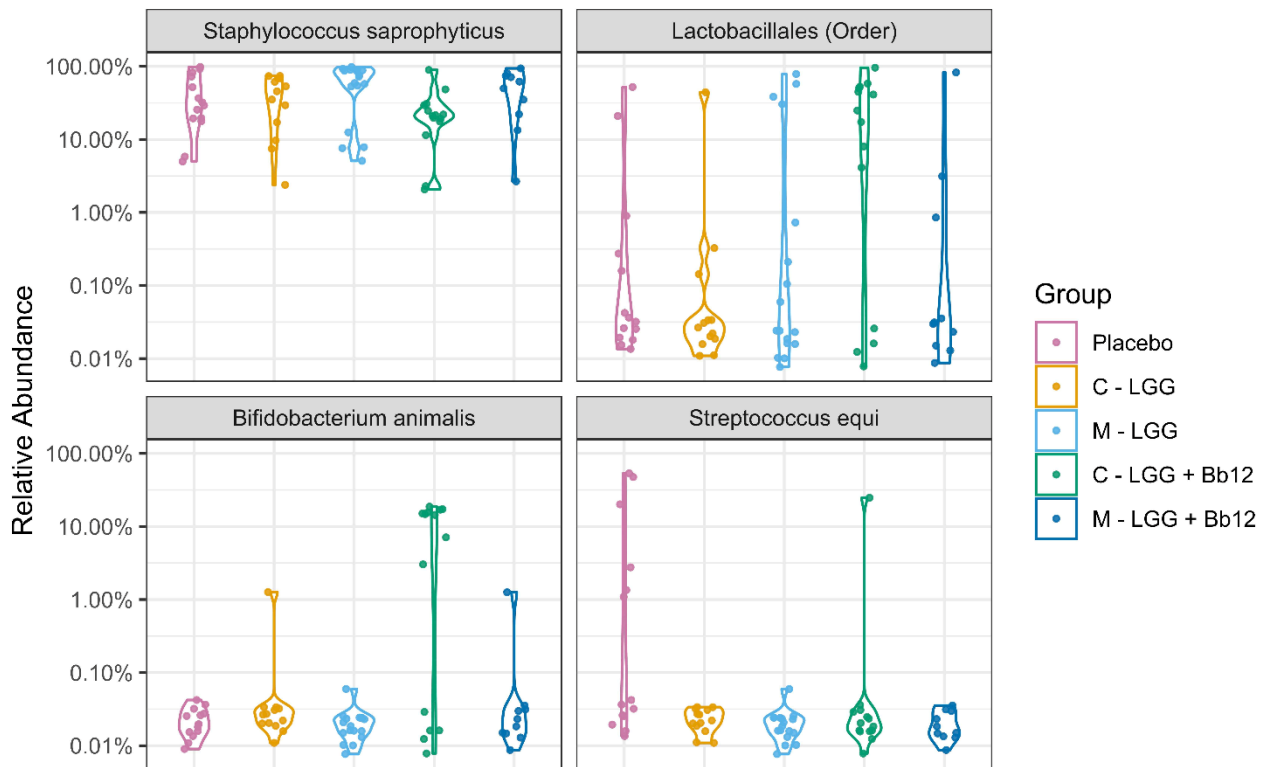 Staphylococcus saprophyticus
Lactobacillales (Order)
100.00%
10.00%
1.00%
0.10%
0.01%
Bifidobacterium animalis
Streptococcus equi
100.00%
10.00%
1.00%
0.10%
0.01%
Relative Abundance
Group
Placebo
C - LGG
M - LGG
C - LGG + Bb12
M - LGG + Bb12